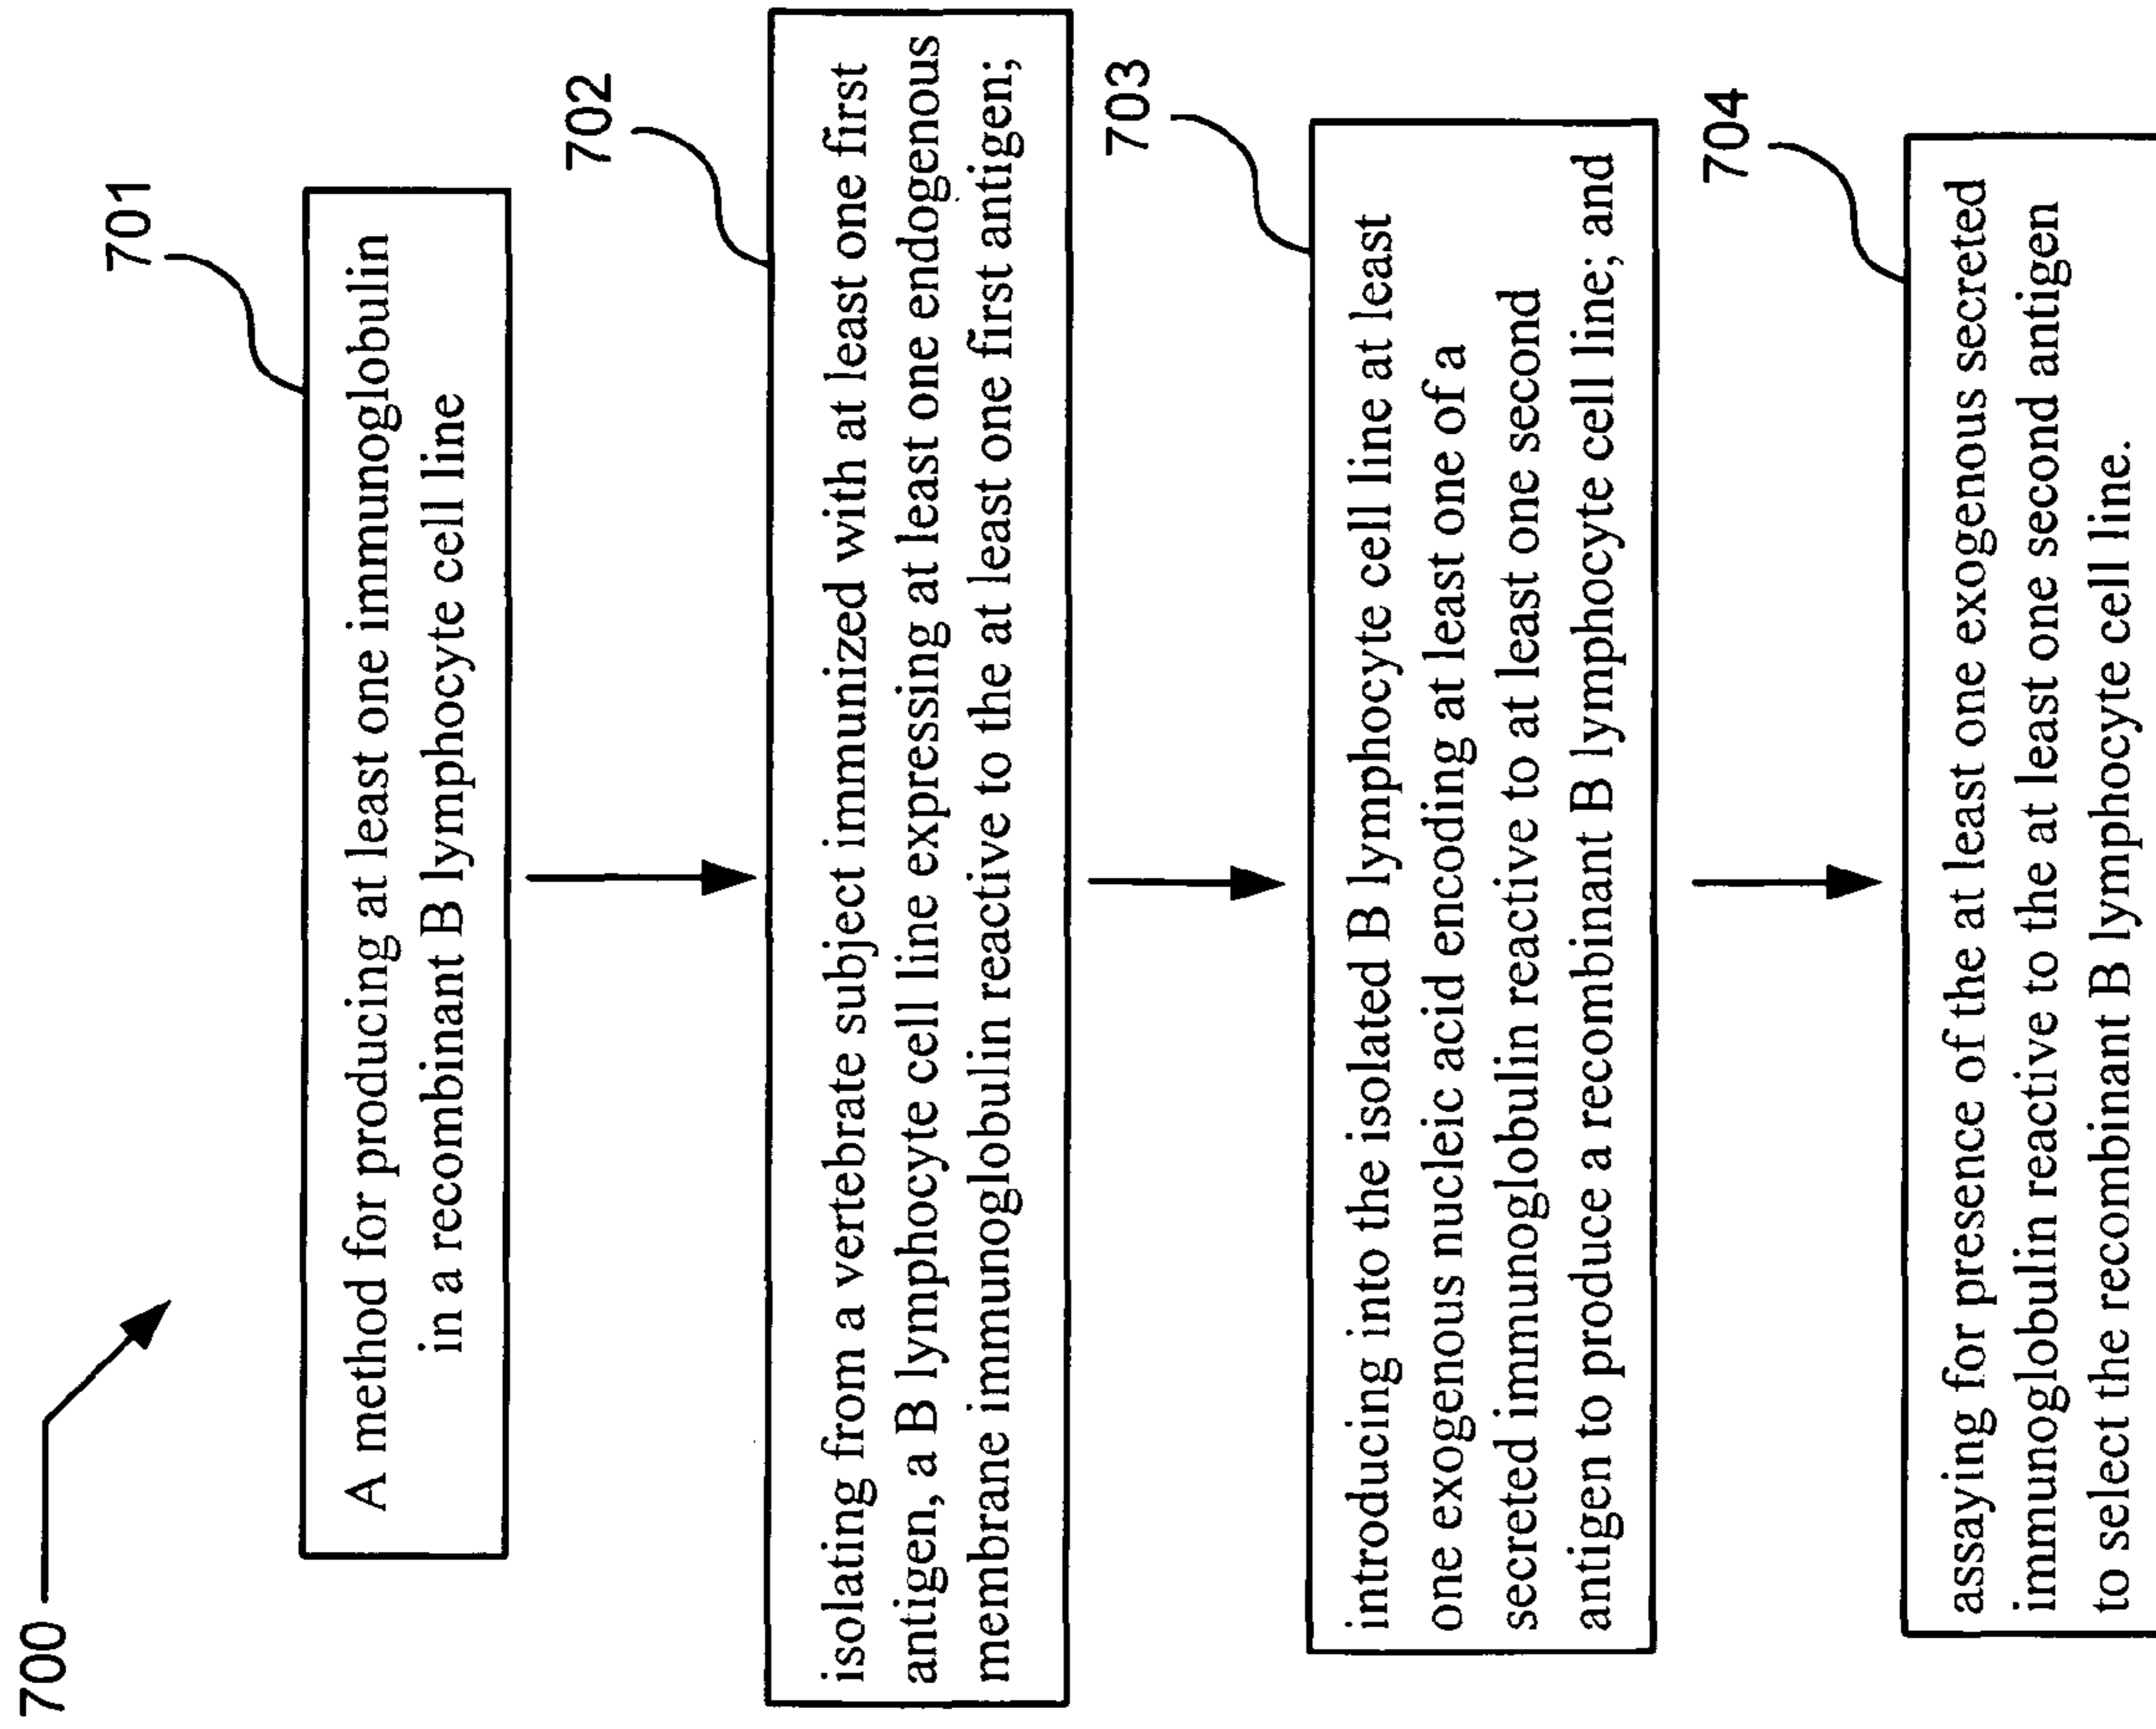 700
701
A method for producing at least one immunoglobulin
in a recombinant B lymphocyte cell line
702
isolating from a vertebrate subject immunized with at least one first
antigen, a B lymphocyte cell line expressing at least one endogenous
membrane immunoglobulin reactive to the at least one first antigen;
703
introducing into the isolated B lymphocyte cell line at least
one exogenous nucleic acid encoding at least one of a
secreted immunoglobulin reactive to at least one second
antigen to produce a recombinant B lymphocyte cell line; and
704
assaying for presence of the at least one exogenous secreted
immunoglobulin reactive to the at least one second antigen
to select the recombinant B lymphocyte cell line.